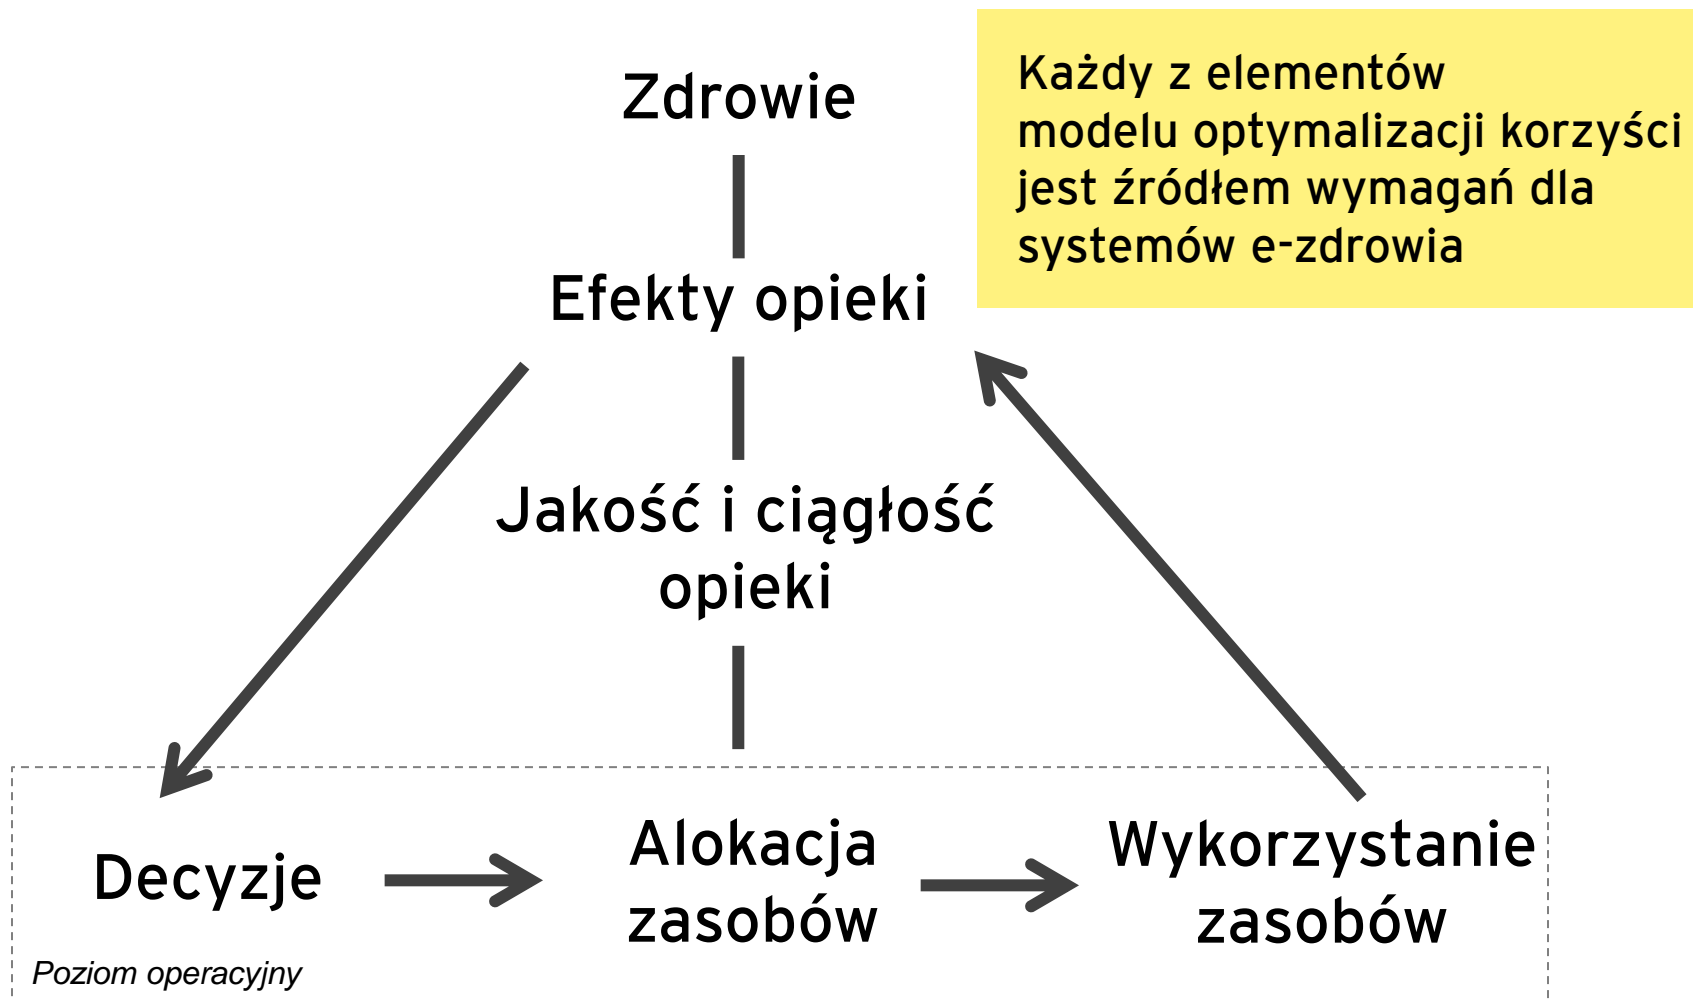 Zdrowie
Każdy z elementów
modelu optymalizacji korzyści
jest źródłem wymagań dla
systemów e-zdrowia
Efekty opieki
Jakość i ciągłość
opieki
Decyzje
Alokacja
zasobów
Wykorzystanie
zasobów
Poziom operacyjny